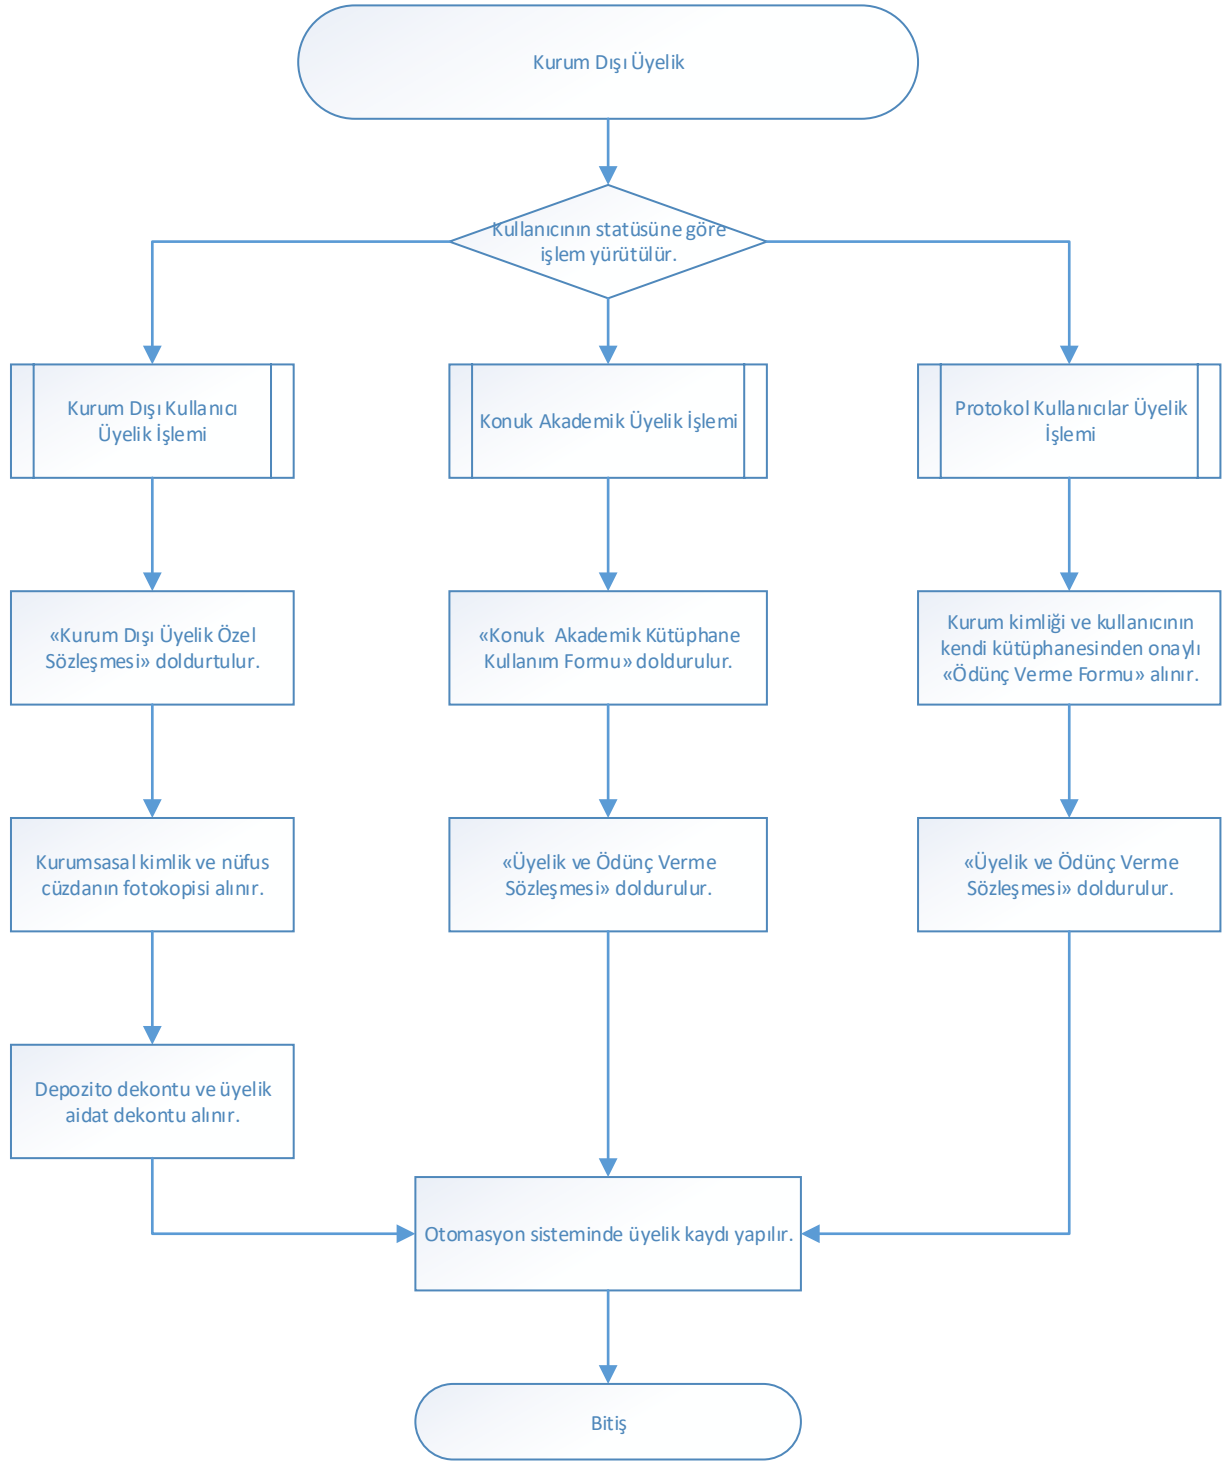 Kurum Dışı Üyelik
Kullanıcının statüsüne göre
işlem yürütülür.
Kurum Dışı Kullanıcı
Üyelik İşlemi
Konuk Akademik Üyelik İşlemi
Protokol Kullanıcılar Üyelik
İşlemi
«Kurum Dışı Üyelik Özel
Sözleşmesi» doldurtulur.
«Konuk Akademik Kütüphane
Kullanım Formu» doldurulur.
Kurum kimliği ve kullanıcının
kendi kütüphanesinden onaylı
«Ödünç Verme Formu» alınır.
Kurumsasal kimlik ve nüfus
cüzdanın fotokopisi alınır.
«Üyelik ve Ödünç Verme
Sözleşmesi» doldurulur.
«Üyelik ve Ödünç Verme
Sözleşmesi» doldurulur.
Depozito dekontu ve üyelik
aidat dekontu alınır.
Otomasyon sisteminde üyelik kaydı yapılır.
Bitiş